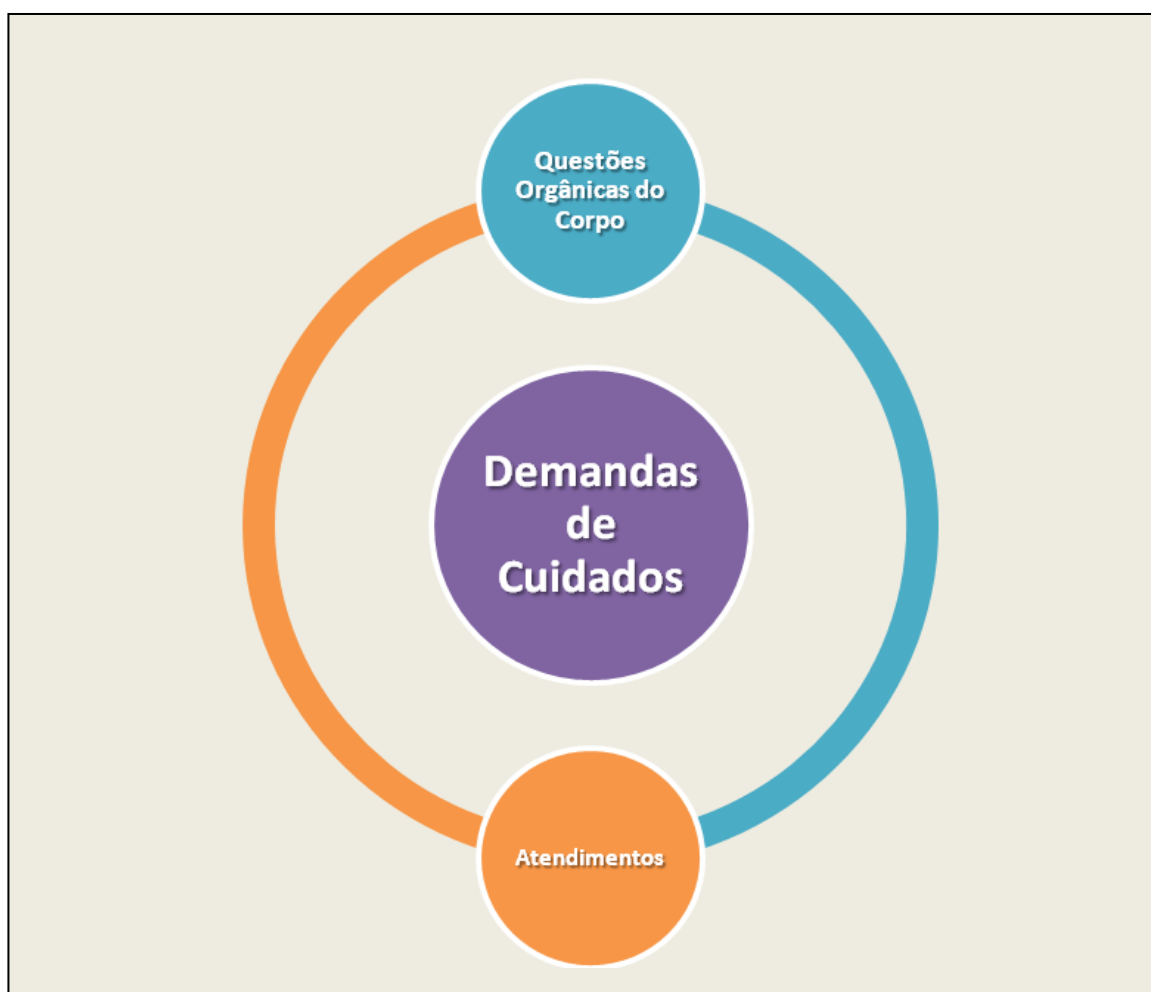 Questões
Orgânicas do
Corpo
Demandas
de
Cuidados
Atendimentos